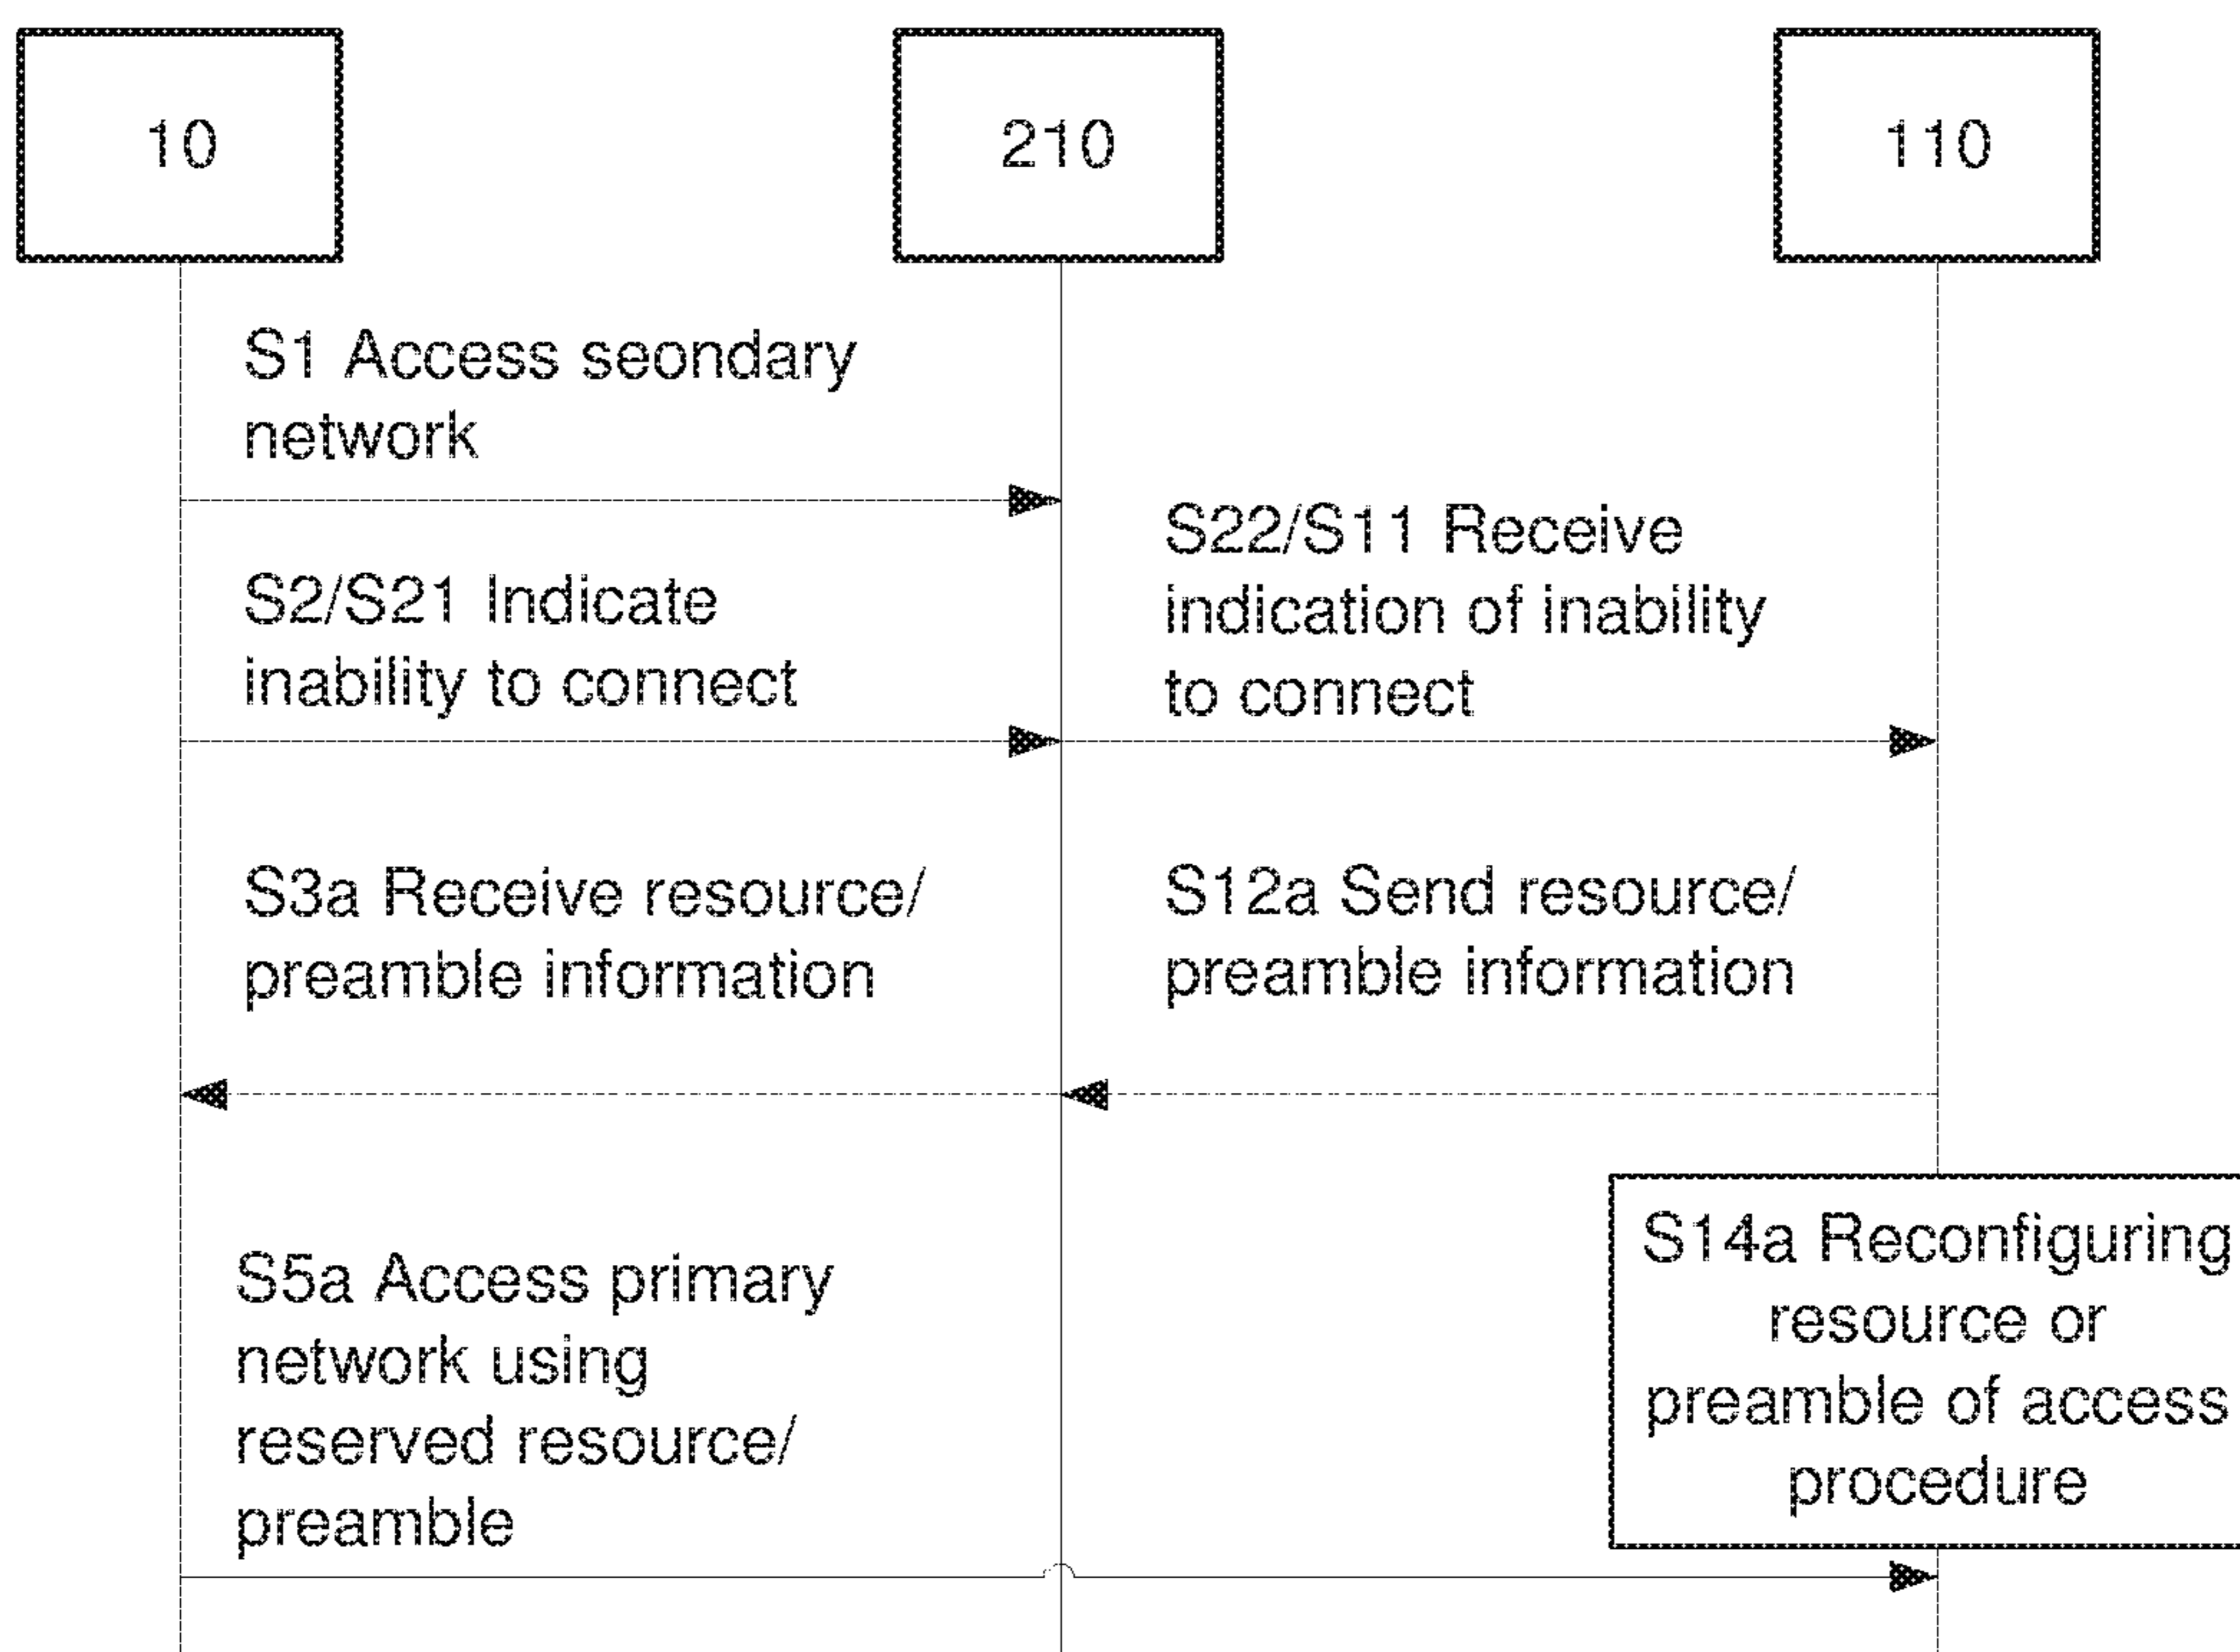 10
210
110
S1 Access seondary
network
S22/S11 Receive
indication of inability
to connect
S2/S21 Indicate
inability to connect
S3a Receive resource/
preamble information
S12a Send resource/
preamble information
S14a Reconfiguring
resource or
preamble of access
procedure
S5a Access primary
network using
reserved resource/
preamble